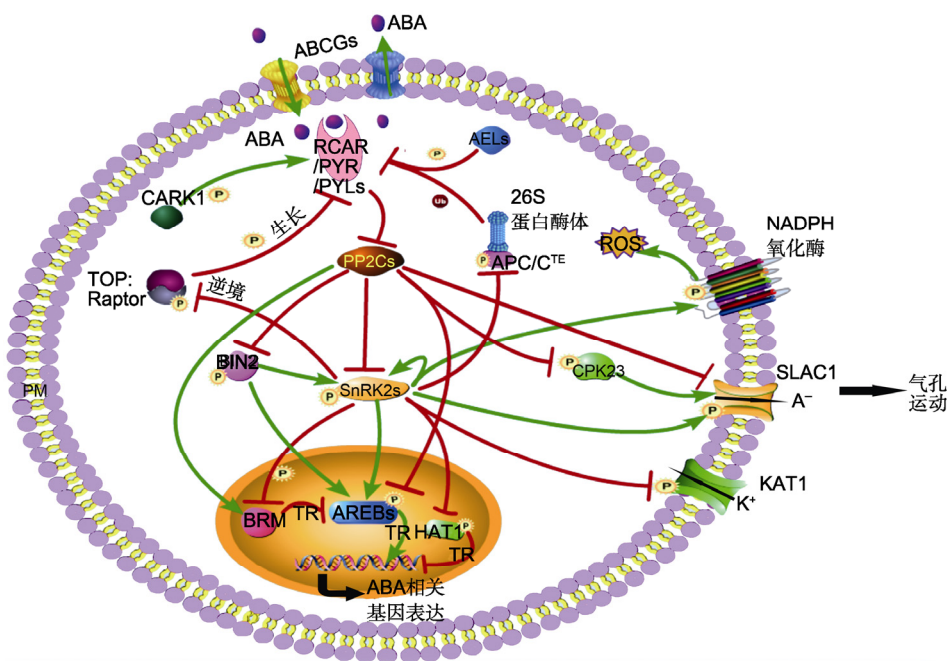 ABCGs
ABA
ABA
RCAR
/PYR
/PYLs
P
AELs
CARK1
P
Ub
26S
蛋白酶体
P
APC/C^TE
生长
P
PP2Cs
ROS
NADPH
氧化酶
P
TOP:
Raptor
P
逆境
BIN2
P
SnRK2s
P
P
CPK23
SLAC1
A⁻
P
气孔
运动
PM
P
KAT1
K⁺
P
BRM
TR
AREBs
P
TR
HAT1
P
TR
ABA相关
基因表达